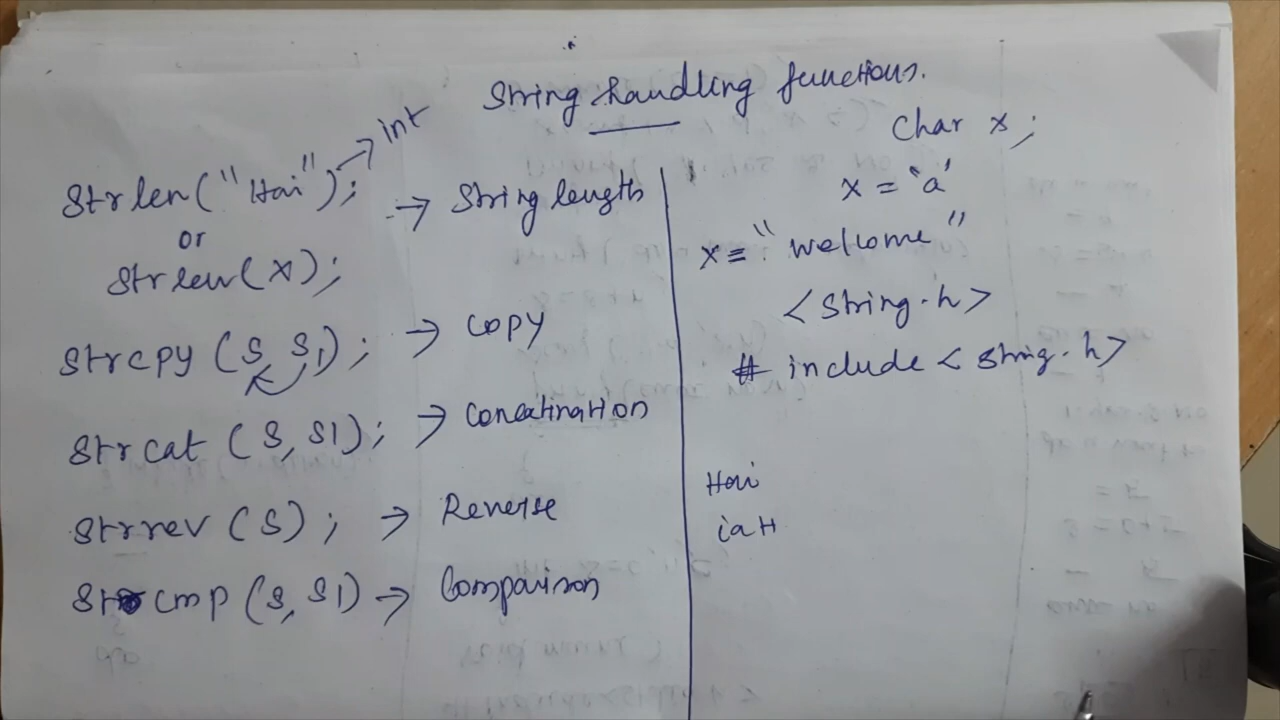 String handling functions.
strlen("Hai"); → int
→ String length
or
strlen(x);
strcpy(S, S1); → copy
strcat (S, S1); → Concatination
strrev (S); → Reverse
strcmp (S, S1) → Comparison
char x;
x = 'a'
x = "welcome"
<string.h>
# include <string.h>
Hai
iaH